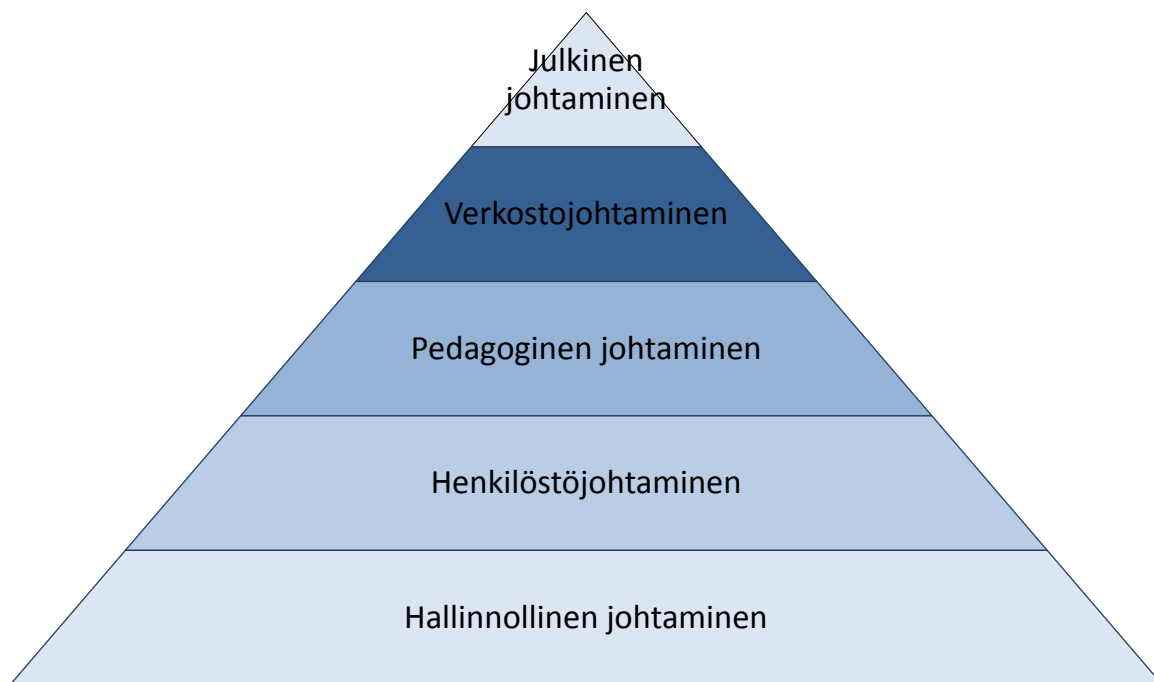 Julkinen
johtaminen
Verkostojohtaminen
Pedagoginen johtaminen
Henkilöstöjohtaminen
Hallinnollinen johtaminen